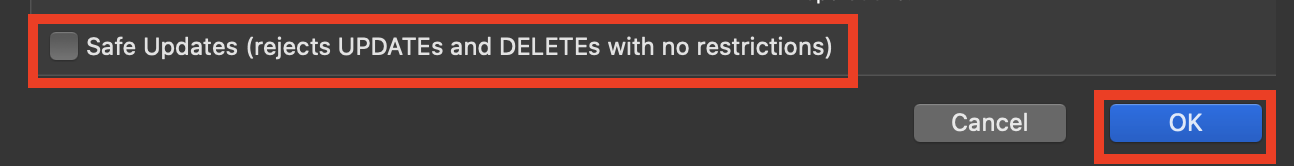 Safe Updates (rejects UPDATEs and DELETEs with no restrictions)
Cancel
OK